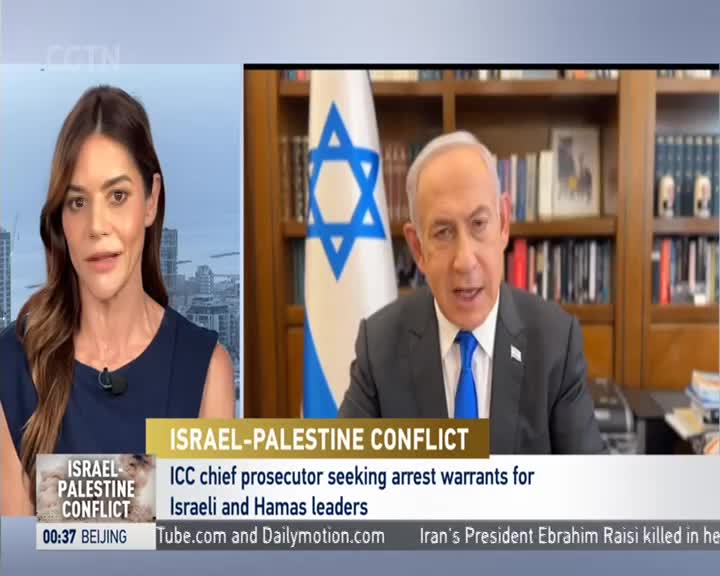 CGTN
ISRAEL-PALESTINE CONFLICT
ISRAEL-
PALESTINE
CONFLICT
ICC chief prosecutor seeking arrest warrants for
Israeli and Hamas leaders
00:37 BEIJING
Tube.com and Dailymotion.com Iran's President Ebrahim Raisi killed in he